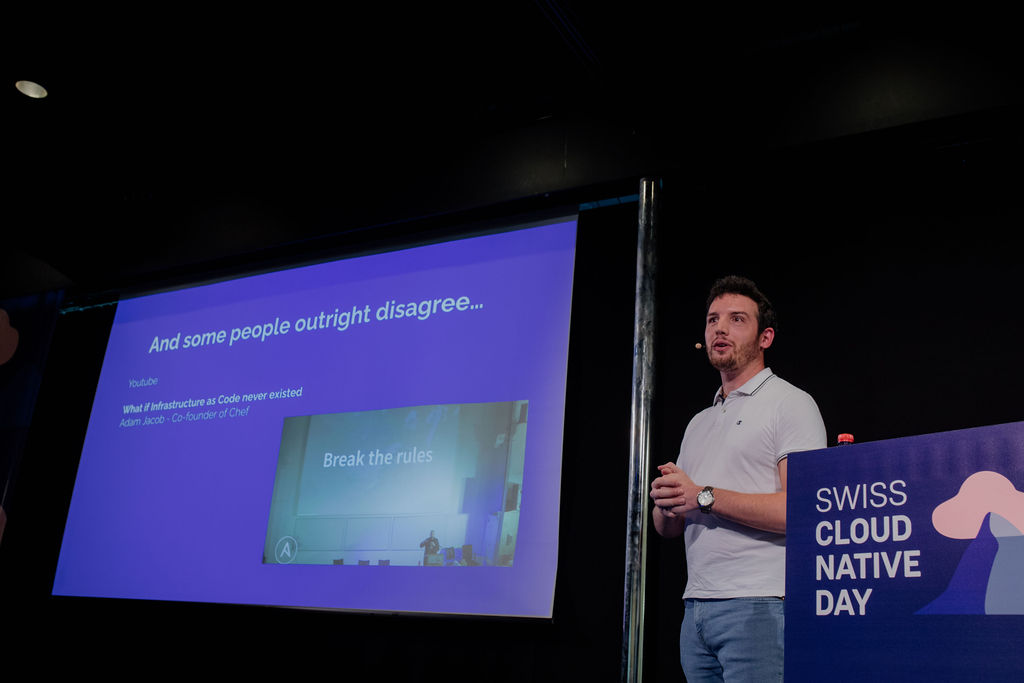 And some people outright disagree...
Youtube
What if Infrastructure as Code never existed
Adam Jacob - Co-founder of Chef
Break the rules
A
SWISS
CLOUD
NATIVE
DAY